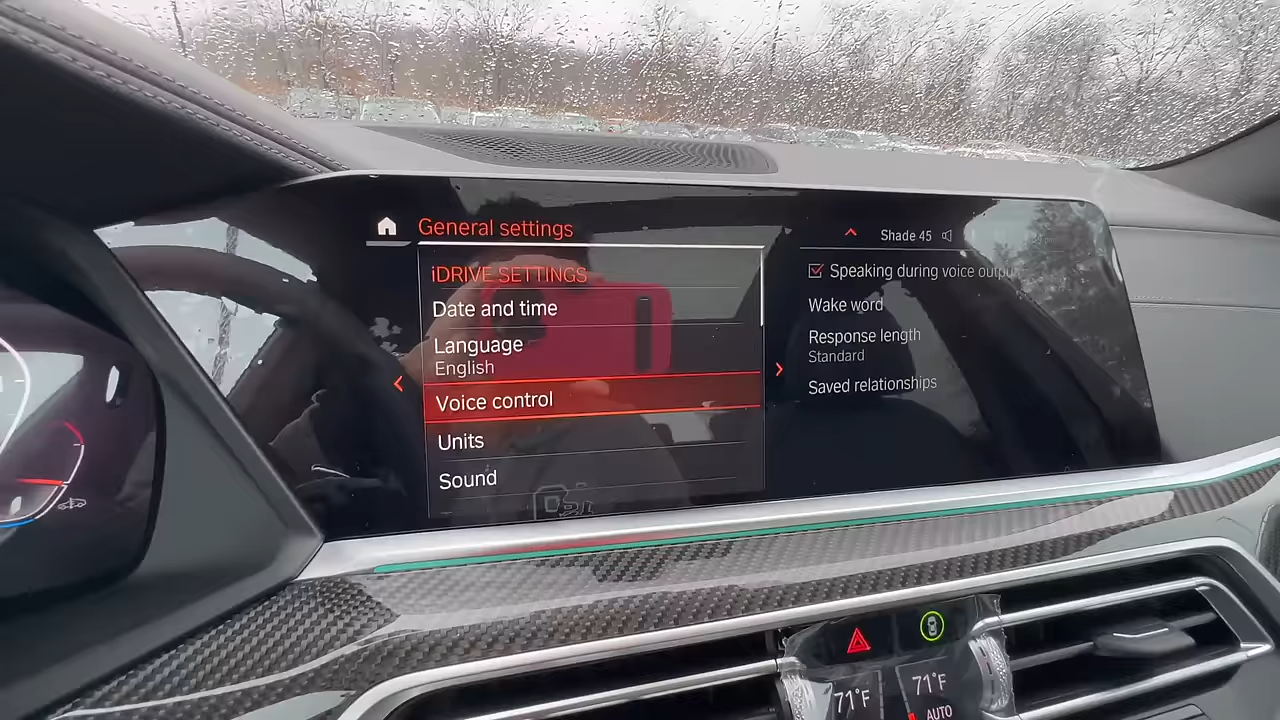 General settings
iDRIVE SETTINGS
Date and time
Language
English
Voice control
Units
Sound
Shade 45
Speaking during voice outpu
Wake word
Response length
Standard
Saved relationships
71°F
71°F
AUTO